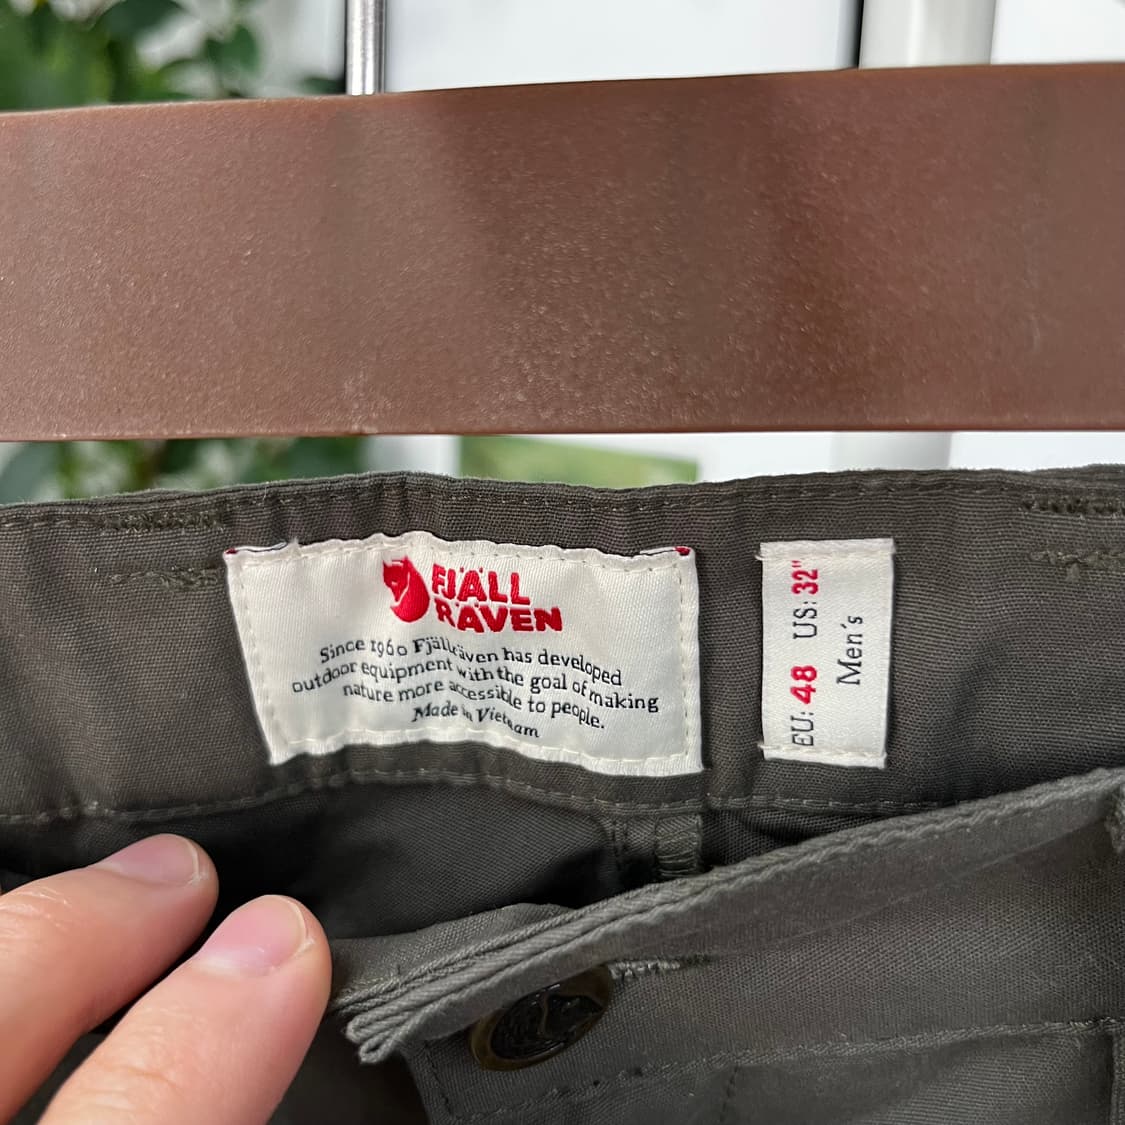 FJÄLL
RÄVEN
Since 1960 Fjällräven has developed
outdoor equipment with the goal of making
nature more accessible to people.
Made in Vietnam
EU: 48 US: 32"
Men´s